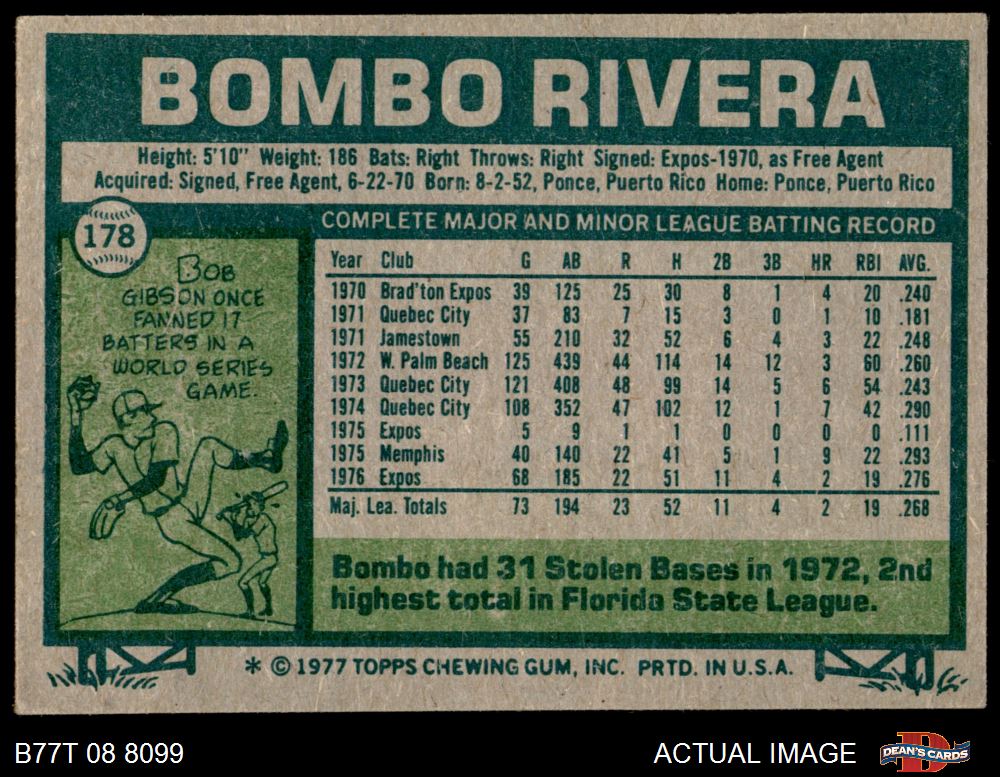 BOMBO RIVERA
Height: 5'10" Weight: 186 Bats: Right Throws: Right Signed: Expos-1970, as Free Agent
Acquired: Signed, Free Agent, 6-22-70 Born: 8-2-52, Ponce, Puerto Rico Home: Ponce, Puerto Rico
178
BOB
GIBSON ONCE
FANNED 17
BATTERS IN A
WORLD SERIES
GAME.
COMPLETE MAJOR AND MINOR LEAGUE BATTING RECORD
Year Club G AB R H 2B 3B HR RBI AVG.
1970 Brad'ton Expos 39 125 25 30 8 1 4 20 .240
1971 Quebec City 37 83 7 15 3 0 1 10 .181
1971 Jamestown 55 210 32 52 6 4 3 22 .248
1972 W. Palm Beach 125 439 44 114 14 12 3 60 .260
1973 Quebec City 121 408 48 99 14 5 6 54 .243
1974 Quebec City 108 352 47 102 12 1 7 42 .290
1975 Expos 5 9 1 1 0 0 0 0 .111
1975 Memphis 40 140 22 41 5 1 9 22 .293
1976 Expos 68 185 22 51 11 4 2 19 .276
Maj. Lea. Totals 73 194 23 52 11 4 2 19 .268
Bombo had 31 Stolen Bases in 1972, 2nd
highest total in Florida State League.
* © 1977 TOPPS CHEWING GUM, INC. PRTD. IN U.S.A.
B77T 08 8099
ACTUAL IMAGE
D
DEAN'S CARDS